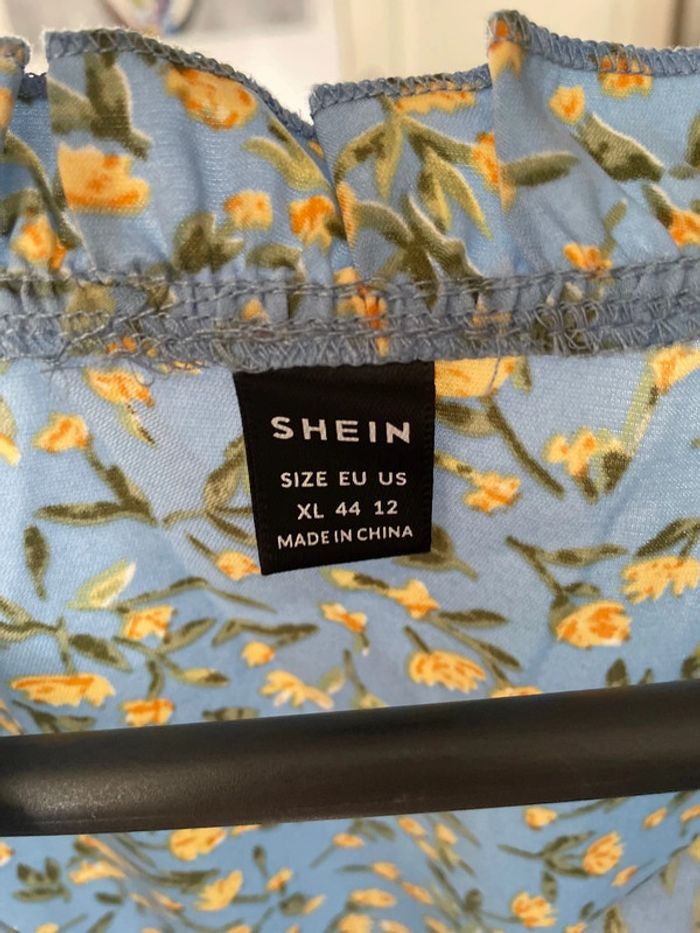 SHEIN
SIZE EU US
XL 44 12
MADE IN CHINA